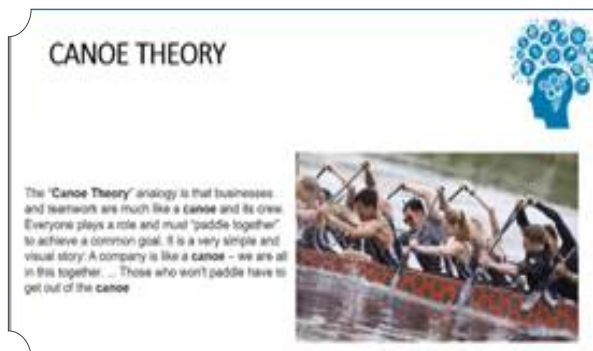 CANOE THEORY
The "Canoe Theory" analogy is that businesses
and teamwork are much like a canoe and its crew.
Everyone plays a role and must "paddle together"
to achieve a common goal. It is a very simple and
visual story: A company is like a canoe – we are all
in this together. ... Those who won't paddle have to
get out of the canoe